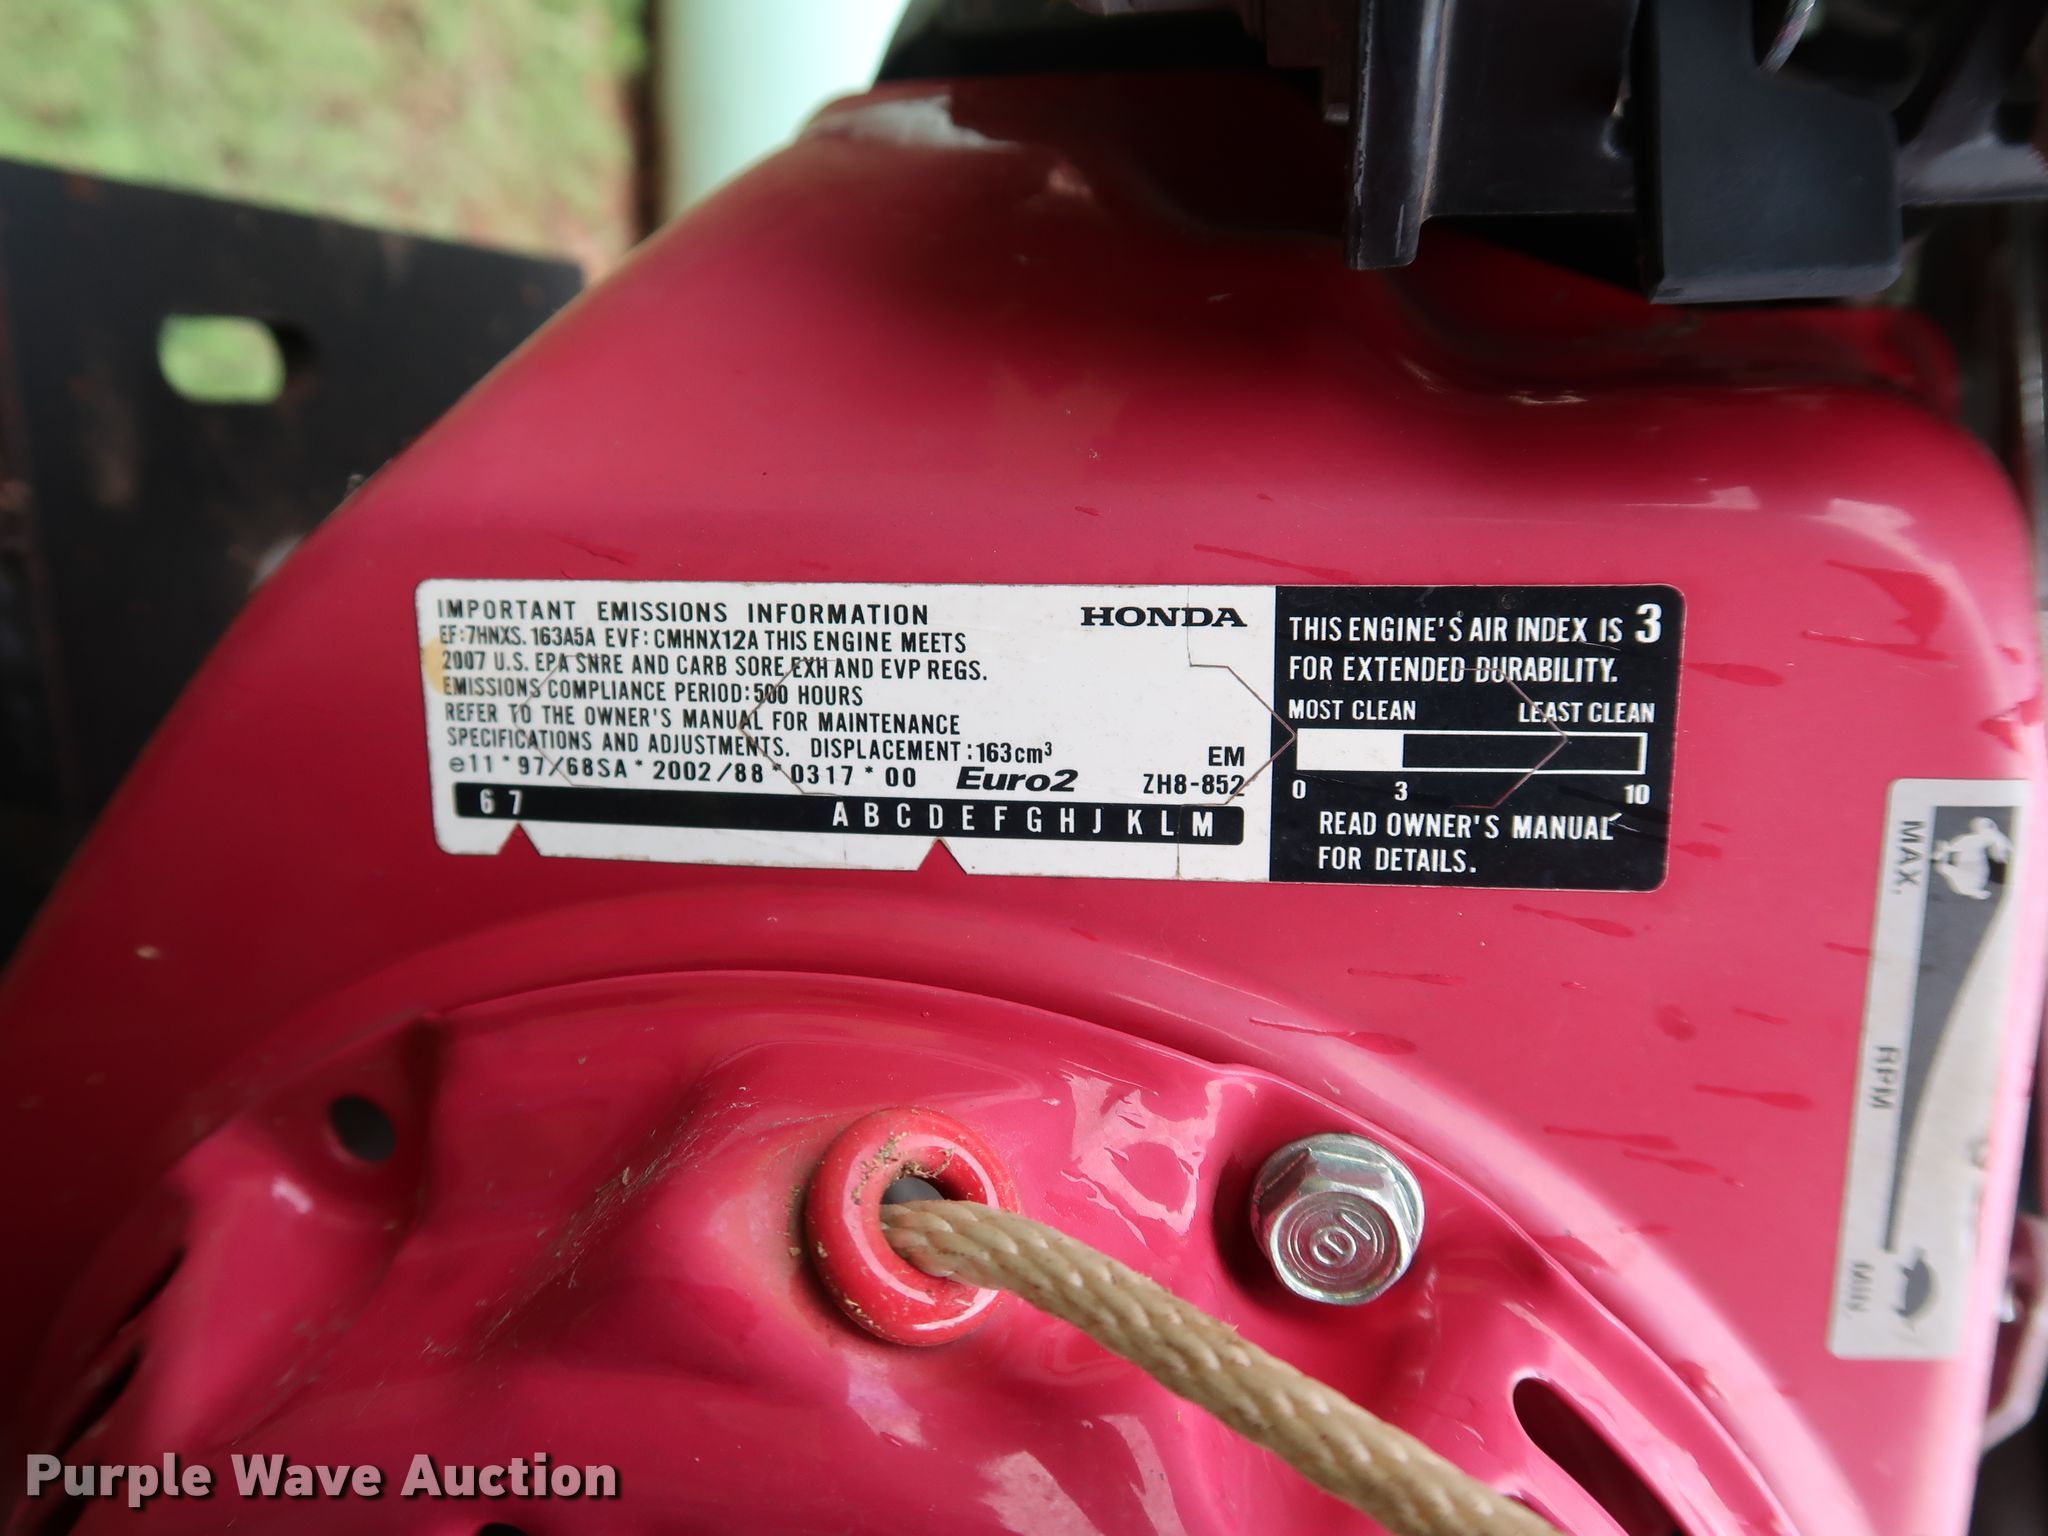 IMPORTANT EMISSIONS INFORMATION
HONDA
EF:7HNXS.163A5A EVF:CMHNX12A THIS ENGINE MEETS
2007 U.S. EPA SNRE AND CARB SORE EXH AND EVP REGS.
EMISSIONS COMPLIANCE PERIOD:500 HOURS
REFER TO THE OWNER'S MANUAL FOR MAINTENANCE
SPECIFICATIONS AND ADJUSTMENTS. DISPLACEMENT:163cm³
EM
e11*97/68SA*2002/88*0317*00 Euro2
ZH8-852
6 7 A B C D E F G H J K L M
THIS ENGINE'S AIR INDEX IS 3
FOR EXTENDED DURABILITY.
MOST CLEAN LEAST CLEAN
0 3 10
READ OWNER'S MANUAL
FOR DETAILS.
MAX.
RPM
MIN.
Purple Wave Auction